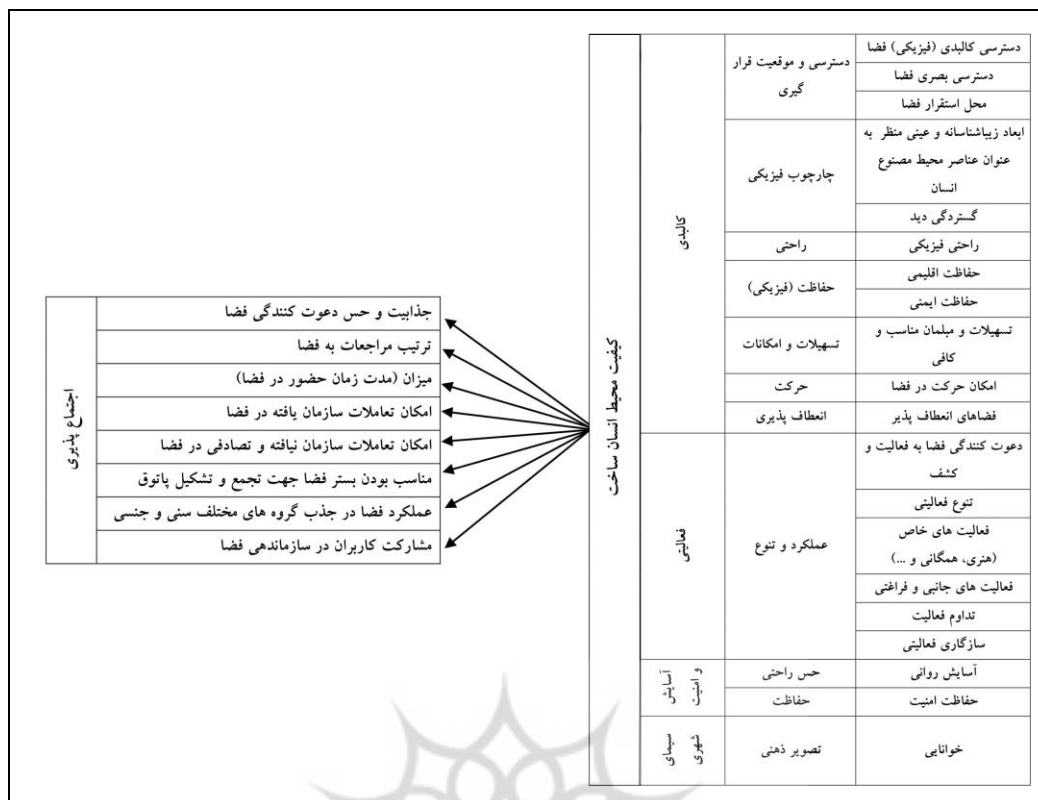 دسترسی کالبدی (فیزیکی) فضا
دسترسی بصری فضا
محل استقرار فضا
دسترسی و موقعیت قرار
گیری
ابعاد زیباشناسانه و عینی منظر به
عنوان عناصر محیط مصنوع
انسان
گستردگی دید
چارچوب فیزیکی
راحتی فیزیکی
راحتی
حفاظت اقلیمی
حفاظت ایمنی
حفاظت (فیزیکی)
تسهیلات و مبلمان مناسب و
کافی
تسهیلات و امکانات
امکان حرکت در فضا
حرکت
فضاهای انعطاف پذیر
انعطاف پذیری
کالبدی
دعوت کنندگی فضا به فعالیت و
کشف
تنوع فعالیتی
فعالیت های خاص
(هنری، همگانی و ...)
فعالیت های جانبی و فراغتی
تداوم فعالیت
سازگاری فعالیتی
عملکرد و تنوع
فعالیتی
آسایش روانی
حس راحتی
حفاظت امنیت
حفاظت
آسایش
و امنیت
خوانایی
تصویر ذهنی
سیمای
شهری
کیفیت محیط انسان ساخت
جذابیت و حس دعوت کنندگی فضا
ترتیب مراجعات به فضا
میزان (مدت زمان حضور در فضا)
امکان تعاملات سازمان یافته در فضا
امکان تعاملات سازمان نیافته و تصادفی در فضا
مناسب بودن بستر فضا جهت تجمع و تشکیل پاتوق
عملکرد فضا در جذب گروه های مختلف سنی و جنسی
مشارکت کاربران در سازماندهی فضا
اجتماع پذیری